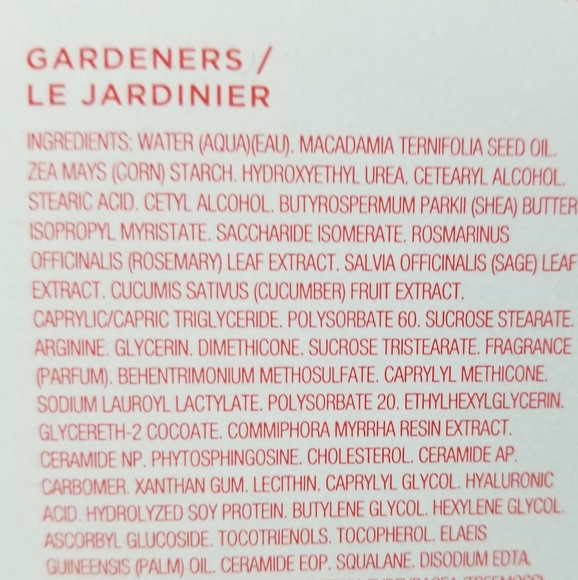 GARDENERS /
LE JARDINIER
INGREDIENTS: WATER (AQUA)(EAU). MACADAMIA TERNIFOLIA SEED OIL.
ZEA MAYS (CORN) STARCH. HYDROXYETHYL UREA. CETEARYL ALCOHOL.
STEARIC ACID. CETYL ALCOHOL. BUTYROSPERMUM PARKII (SHEA) BUTTER
ISOPROPYL MYRISTATE. SACCHARIDE ISOMERATE. ROSMARINUS
OFFICINALIS (ROSEMARY) LEAF EXTRACT. SALVIA OFFICINALIS (SAGE) LEAF
EXTRACT. CUCUMIS SATIVUS (CUCUMBER) FRUIT EXTRACT.
CAPRYLIC/CAPRIC TRIGLYCERIDE. POLYSORBATE 60. SUCROSE STEARATE.
ARGININE. GLYCERIN. DIMETHICONE. SUCROSE TRISTEARATE. FRAGRANCE
(PARFUM). BEHENTRIMONIUM METHOSULFATE. CAPRYLYL METHICONE.
SODIUM LAUROYL LACTYLATE. POLYSORBATE 20. ETHYLHEXYLGLYCERIN.
GLYCERETH-2 COCOATE. COMMIPHORA MYRRHA RESIN EXTRACT.
CERAMIDE NP. PHYTOSPHINGOSINE. CHOLESTEROL. CERAMIDE AP.
CARBOMER. XANTHAN GUM. LECITHIN. CAPRYLYL GLYCOL. HYALURONIC
ACID. HYDROLYZED SOY PROTEIN. BUTYLENE GLYCOL. HEXYLENE GLYCOL.
ASCORBYL GLUCOSIDE. TOCOTRIENOLS. TOCOPHEROL. ELAEIS
GUINEENSIS (PALM) OIL. CERAMIDE EOP. SQUALANE. DISODIUM EDTA.